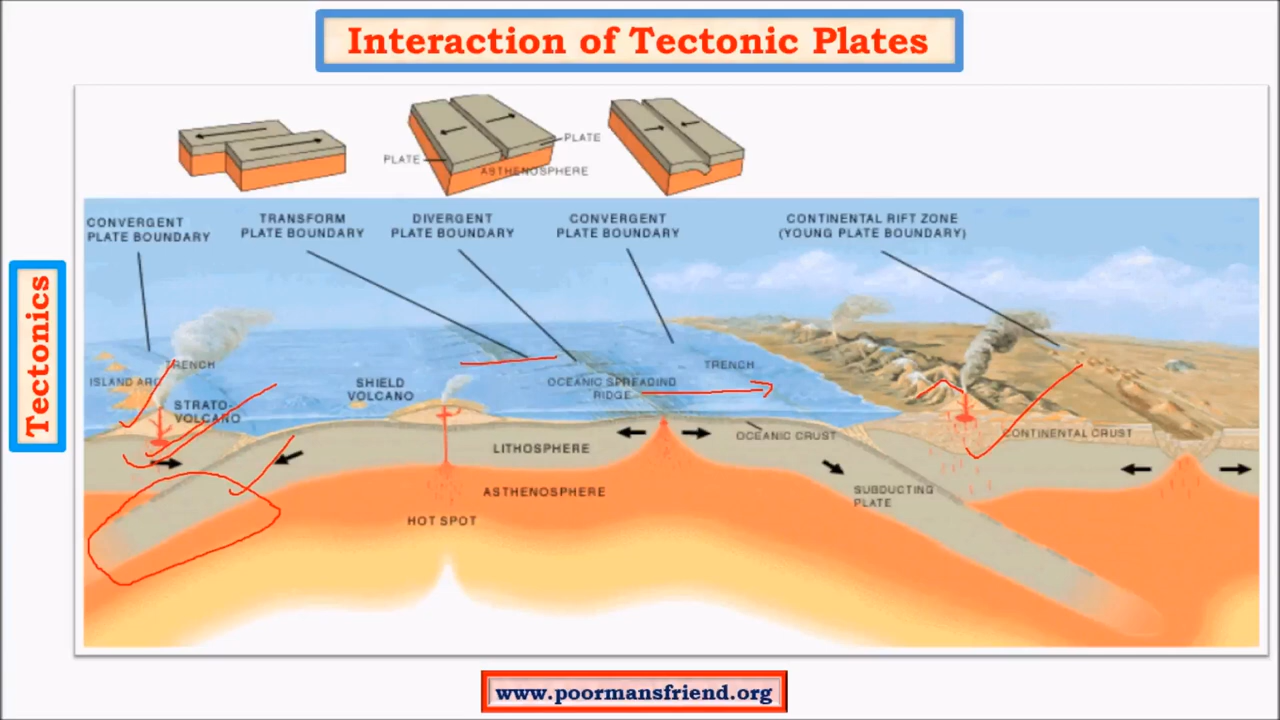 Interaction of Tectonic Plates
Tectonics
PLATE
PLATE
ASTHENOSPHERE
CONVERGENT
PLATE BOUNDARY
TRANSFORM
PLATE BOUNDARY
DIVERGENT
PLATE BOUNDARY
CONVERGENT
PLATE BOUNDARY
CONTINENTAL RIFT ZONE
(YOUNG PLATE BOUNDARY)
TRENCH
ISLAND ARC
STRATO-
VOLCANO
SHIELD
VOLCANO
OCEANIC SPREADING
RIDGE
TRENCH
LITHOSPHERE
OCEANIC CRUST
CONTINENTAL CRUST
ASTHENOSPHERE
SUBDUCTING
PLATE
HOT SPOT
www.poormansfriend.org